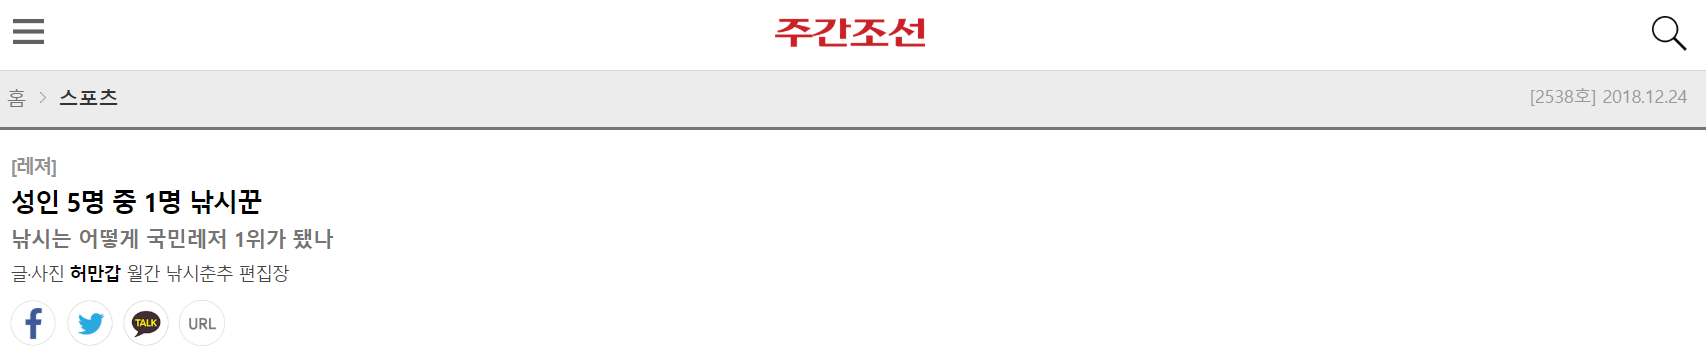 주간조선
홈 > 스포츠
[2538호] 2018.12.24
[레져]
성인 5명 중 1명 낚시꾼
낚시는 어떻게 국민레저 1위가 됐나
글·사진 허만갑 월간 낚시춘추 편집장
f TALK URL